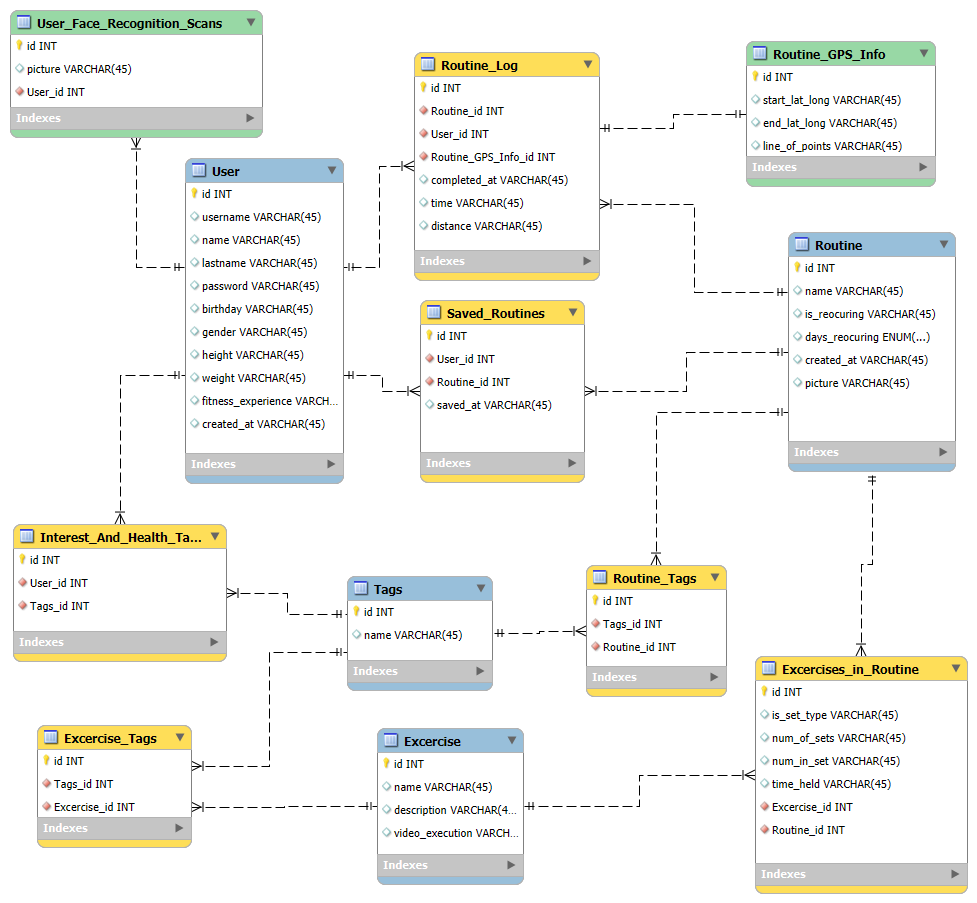 User_Face_Recognition_Scans
id INT
picture VARCHAR(45)
User_id INT
Indexes
Routine_Log
id INT
Routine_id INT
User_id INT
Routine_GPS_Info_id INT
completed_at VARCHAR(45)
time VARCHAR(45)
distance VARCHAR(45)
Indexes
Routine_GPS_Info
id INT
start_lat_long VARCHAR(45)
end_lat_long VARCHAR(45)
line_of_points VARCHAR(45)
Indexes
User
id INT
username VARCHAR(45)
name VARCHAR(45)
lastname VARCHAR(45)
password VARCHAR(45)
birthday VARCHAR(45)
gender VARCHAR(45)
height VARCHAR(45)
weight VARCHAR(45)
fitness_experience VARCH...
created_at VARCHAR(45)
Indexes
Saved_Routines
id INT
User_id INT
Routine_id INT
saved_at VARCHAR(45)
Indexes
Routine
id INT
name VARCHAR(45)
is_reocuring VARCHAR(45)
days_reocuring ENUM(...)
created_at VARCHAR(45)
picture VARCHAR(45)
Indexes
Interest_And_Health_Ta...
id INT
User_id INT
Tags_id INT
Indexes
Tags
id INT
name VARCHAR(45)
Indexes
Routine_Tags
id INT
Tags_id INT
Routine_id INT
Indexes
Excercise_Tags
id INT
Tags_id INT
Excercise_id INT
Indexes
Excercise
id INT
name VARCHAR(45)
description VARCHAR(4...
video_execution VARCH...
Indexes
Excercises_in_Routine
id INT
is_set_type VARCHAR(45)
num_of_sets VARCHAR(45)
num_in_set VARCHAR(45)
time_held VARCHAR(45)
Excercise_id INT
Routine_id INT
Indexes